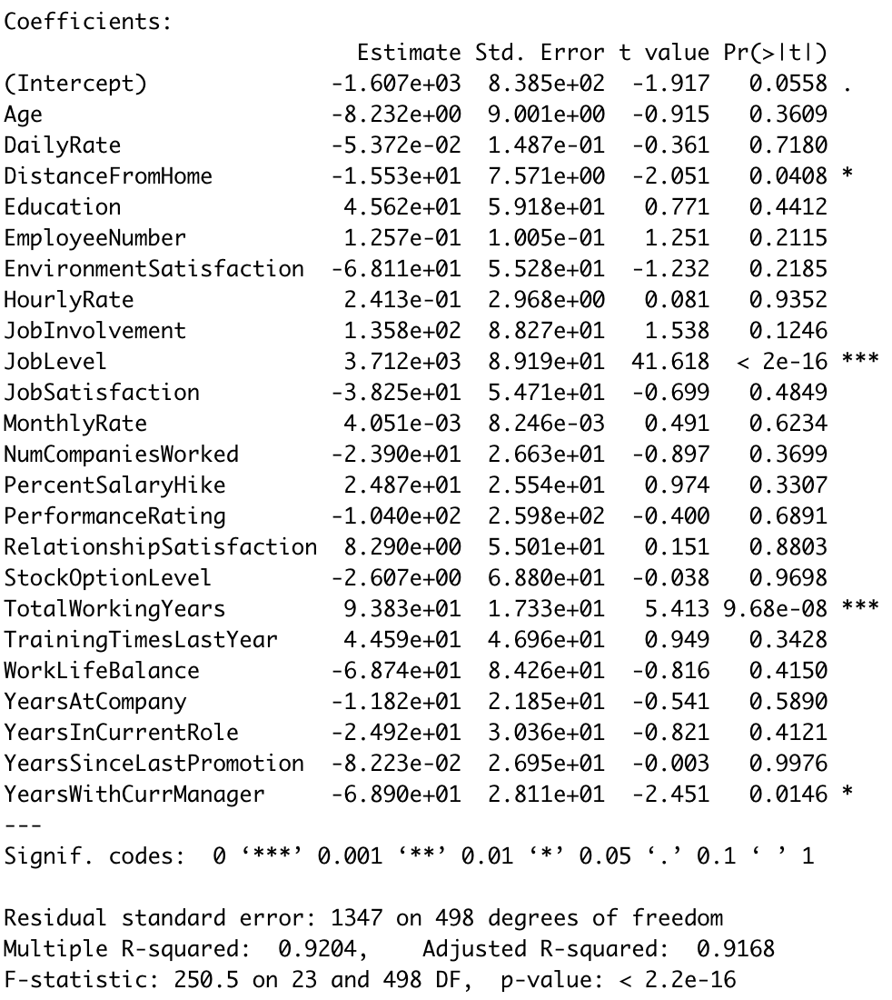 Coefficients:
Estimate Std. Error t value Pr(>|t|)
(Intercept) -1.607e+03 8.385e+02 -1.917 0.0558 .
Age -8.232e+00 9.001e+00 -0.915 0.3609
DailyRate -5.372e-02 1.487e-01 -0.361 0.7180
DistanceFromHome -1.553e+01 7.571e+00 -2.051 0.0408 *
Education 4.562e+01 5.918e+01 0.771 0.4412
EmployeeNumber 1.257e-01 1.005e-01 1.251 0.2115
EnvironmentSatisfaction -6.811e+01 5.528e+01 -1.232 0.2185
HourlyRate 2.413e-01 2.968e+00 0.081 0.9352
JobInvolvement 1.358e+02 8.827e+01 1.538 0.1246
JobLevel 3.712e+03 8.919e+01 41.618 < 2e-16 ***
JobSatisfaction -3.825e+01 5.471e+01 -0.699 0.4849
MonthlyRate 4.051e-03 8.246e-03 0.491 0.6234
NumCompaniesWorked -2.390e+01 2.663e+01 -0.897 0.3699
PercentSalaryHike 2.487e+01 2.554e+01 0.974 0.3307
PerformanceRating -1.040e+02 2.598e+02 -0.400 0.6891
RelationshipSatisfaction 8.290e+00 5.501e+01 0.151 0.8803
StockOptionLevel -2.607e+00 6.880e+01 -0.038 0.9698
TotalWorkingYears 9.383e+01 1.733e+01 5.413 9.68e-08 ***
TrainingTimesLastYear 4.459e+01 4.696e+01 0.949 0.3428
WorkLifeBalance -6.874e+01 8.426e+01 -0.816 0.4150
YearsAtCompany -1.182e+01 2.185e+01 -0.541 0.5890
YearsInCurrentRole -2.492e+01 3.036e+01 -0.821 0.4121
YearsSinceLastPromotion -8.223e-02 2.695e+01 -0.003 0.9976
YearsWithCurrManager -6.890e+01 2.811e+01 -2.451 0.0146 *
---
Signif. codes: 0 ‘***’ 0.001 ‘**’ 0.01 ‘*’ 0.05 ‘.’ 0.1 ‘ ’ 1
Residual standard error: 1347 on 498 degrees of freedom
Multiple R-squared: 0.9204, Adjusted R-squared: 0.9168
F-statistic: 250.5 on 23 and 498 DF, p-value: < 2.2e-16